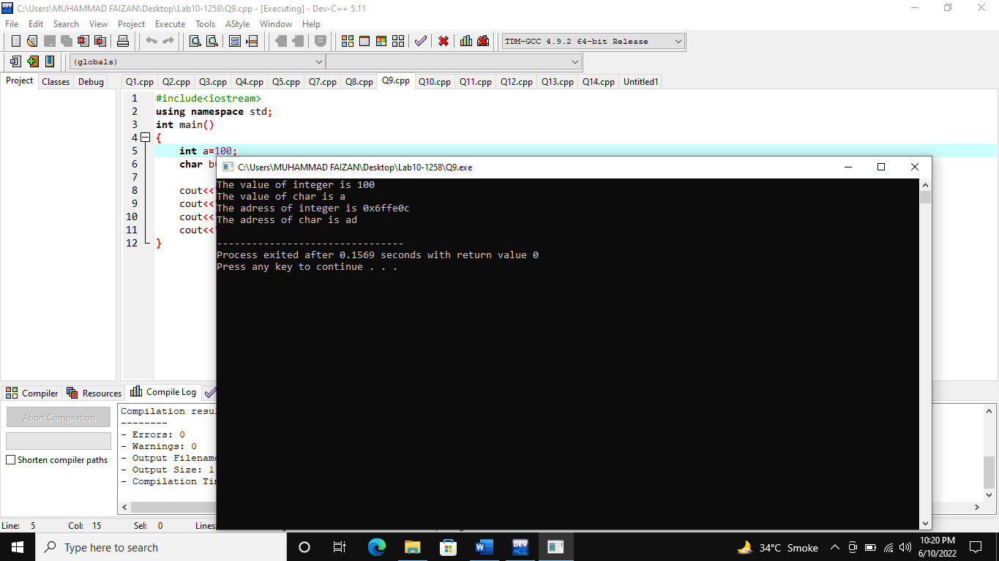 C:\Users\MUHAMMAD FAIZAN\Desktop\Lab10-1258\Q9.cpp - [Executing] - Dev-C++ 5.11
File Edit Search View Project Execute Tools AStyle Window Help
TDM-GCC 4.9.2 64-bit Release
(globals)
Project Classes Debug
Q1.cpp Q2.cpp Q3.cpp Q4.cpp Q5.cpp Q7.cpp Q8.cpp Q9.cpp Q10.cpp Q11.cpp Q12.cpp Q13.cpp Q14.cpp Untitled1
1 #include<iostream>
2 using namespace std;
3 int main()
4 {
5 int a=100;
6 char b=
7
8 cout<<
9 cout<<
10 cout<<
11 cout<<
12 }
C:\Users\MUHAMMAD FAIZAN\Desktop\Lab10-1258\Q9.exe
The value of integer is 100
The value of char is a
The adress of integer is 0x6ffe0c
The adress of char is ad
--------------------------------
Process exited after 0.1569 seconds with return value 0
Press any key to continue . . .
Compiler Resources Compile Log
Abort Compilation
Shorten compiler paths
Compilation resul
--------
- Errors: 0
- Warnings: 0
- Output Filename
- Output Size: 1
- Compilation Tim
Line: 5 Col: 15 Sel: 0 Lines:
Type here to search
DEV C++
34°C Smoke
10:20 PM
6/10/2022